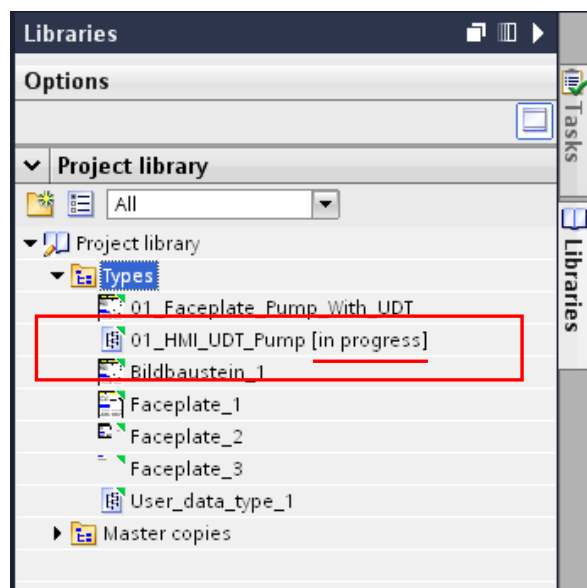 Libraries
Options
Project library
All
Project library
Types
01_Faceplate_Pump_With_UDT
01_HMI_UDT_Pump [in progress]
Bildbaustein_1
Faceplate_1
Faceplate_2
Faceplate_3
User_data_type_1
Master copies
Tasks
Libraries